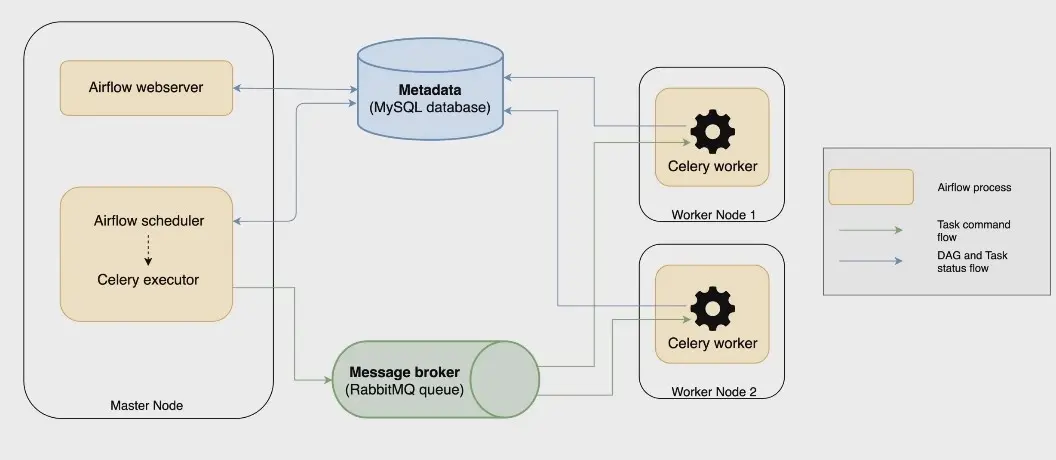 Airflow webserver
Airflow scheduler
Celery executor
Master Node
Metadata
(MySQL database)
Message broker
(RabbitMQ queue)
Celery worker
Worker Node 1
Celery worker
Worker Node 2
Airflow process
Task command
flow
DAG and Task
status flow